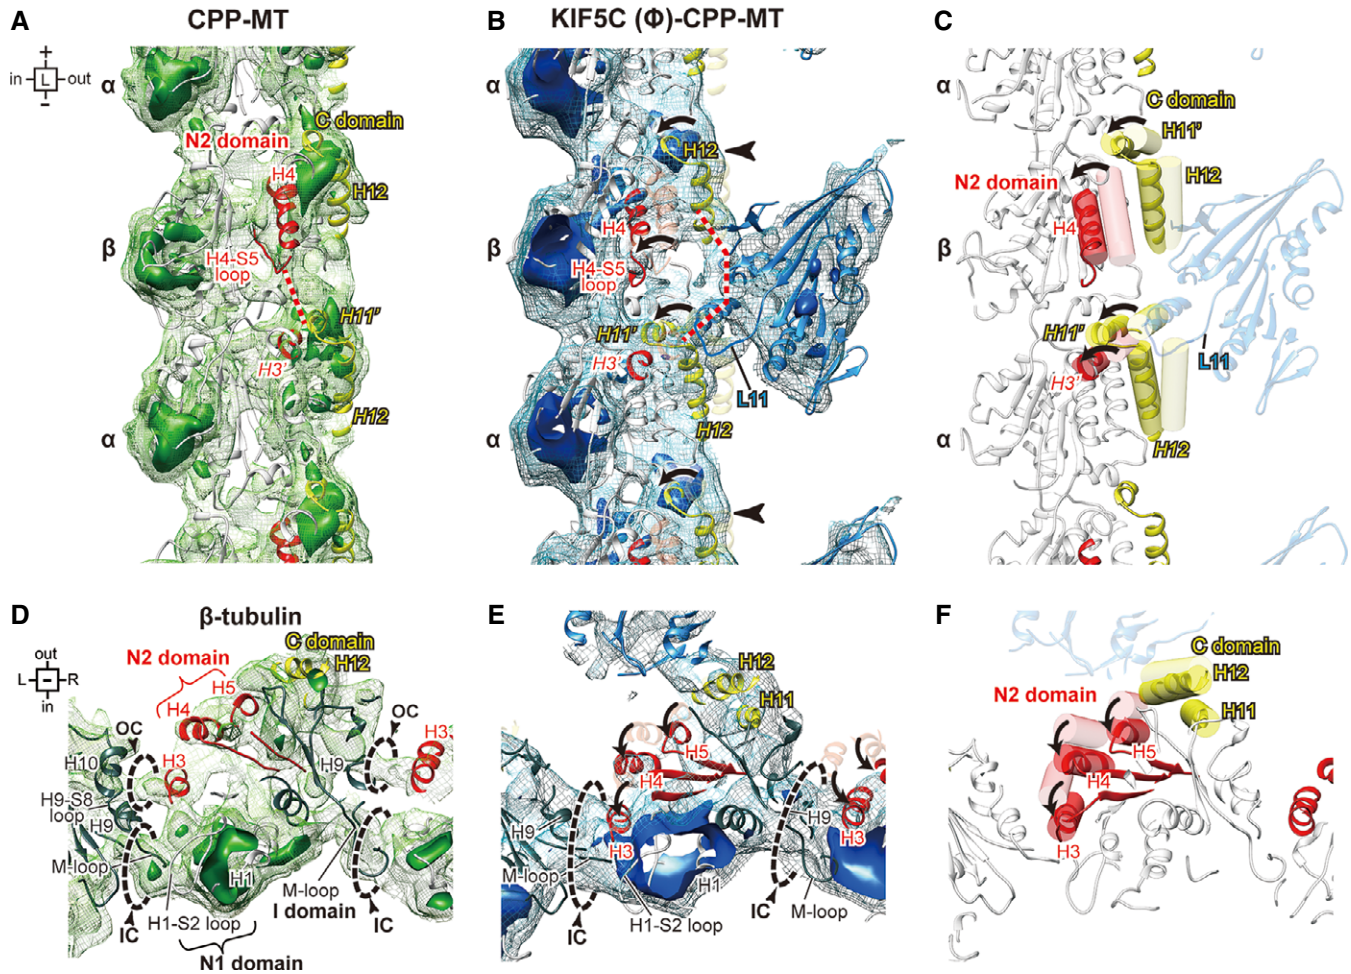 A
CPP-MT
+
in
L
out
-
α
C domain
N2 domain
H4
H12
β
H4-S5
loop
H11'
H3'
H12
α
B
KIF5C (Φ)-CPP-MT
α
H12
H4
β
H4-S5
loop
H11'
H3'
L11
H12
α
C
α
C domain
H11'
N2 domain
H12
H4
β
H11'
L11
H3'
α
H12
D
β-tubulin
out
L
-
R
in
C domain
N2 domain
H12
H5
H4
OC
OC
H3
H10
H3
H9
H9-S8
loop
H9
M-loop
H1
M-loop
I domain
IC
H1-S2 loop
IC
N1 domain
E
H12
H11
H5
H4
H9
H9
H3
H3
M-loop
H1
M-loop
IC
H1-S2 loop
IC
F
C domain
H12
N2 domain
H11
H5
H4
H3